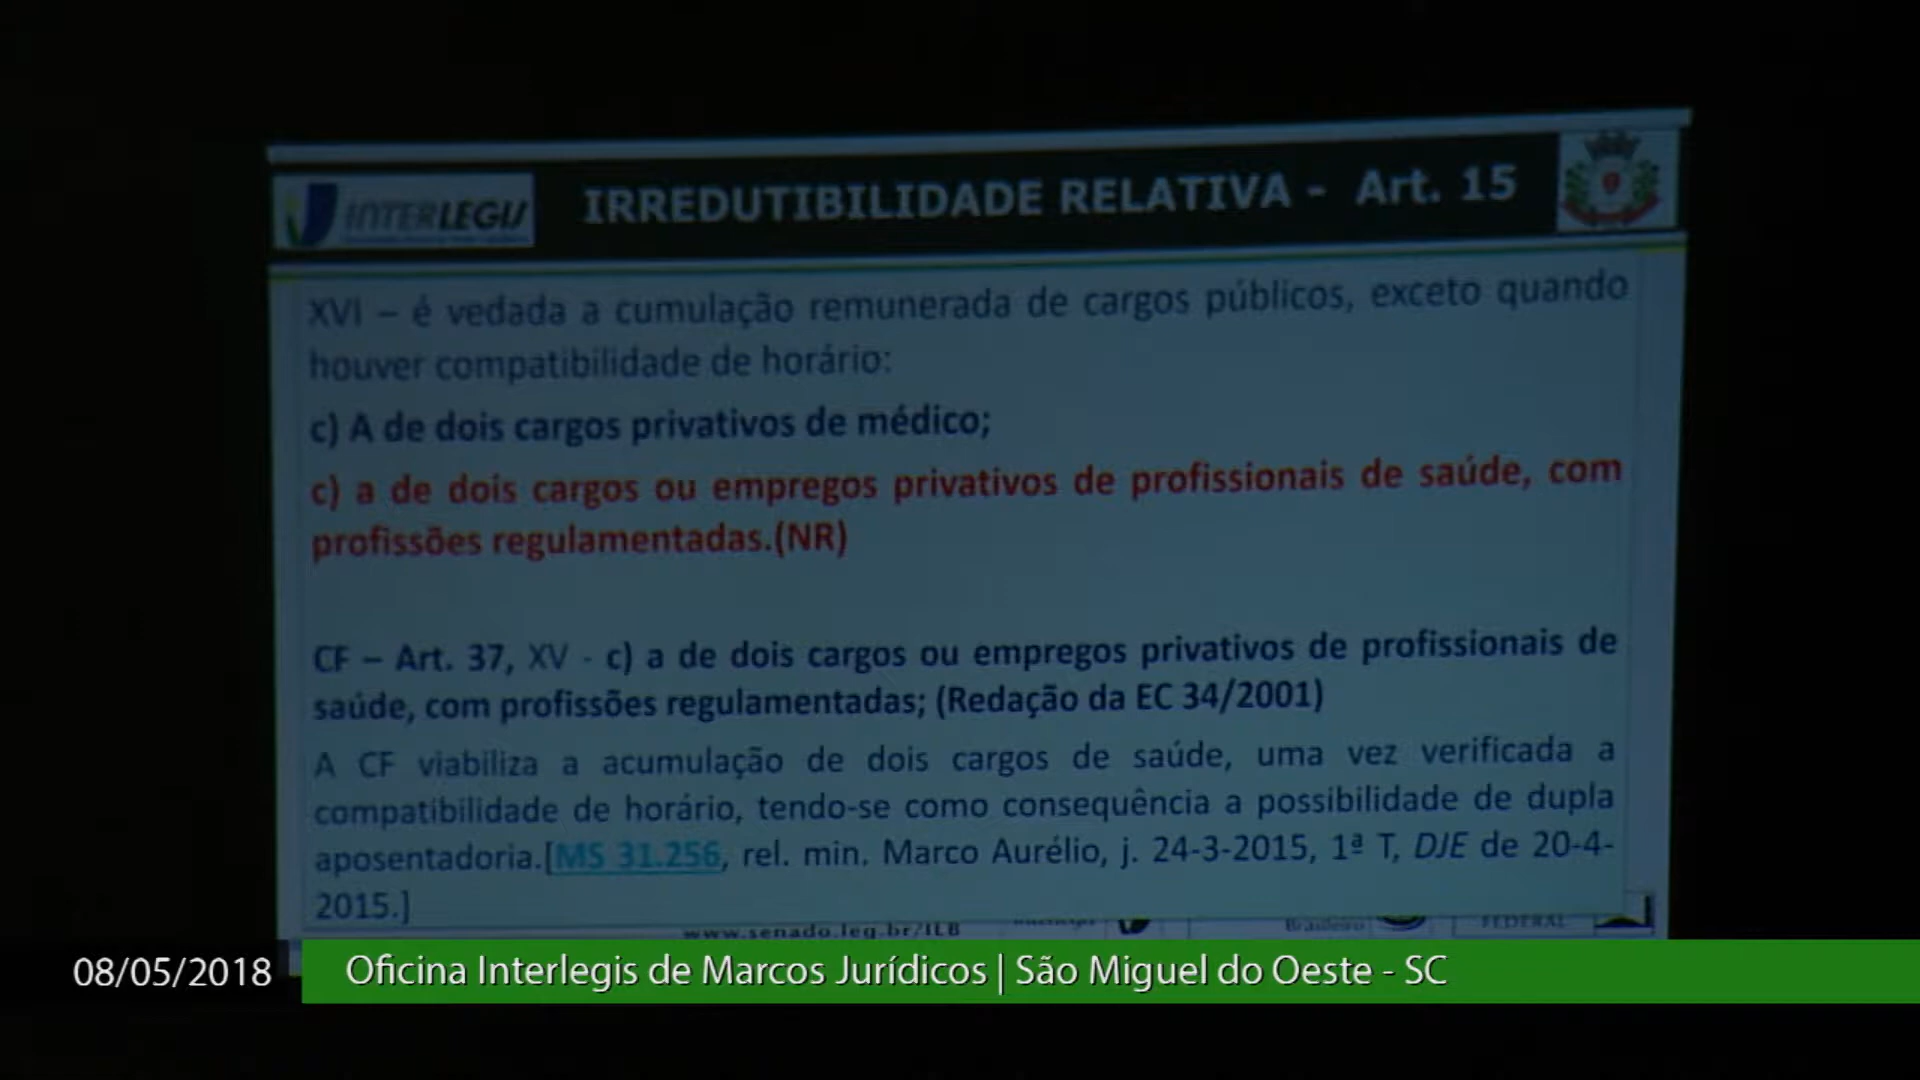 INTERLEGIS
IRREDUTIBILIDADE RELATIVA - Art. 15
XVI – é vedada a cumulação remunerada de cargos públicos, exceto quando
houver compatibilidade de horário:
c) A de dois cargos privativos de médico;
c) a de dois cargos ou empregos privativos de profissionais de saúde, com
profissões regulamentadas.(NR)
CF – Art. 37, XV - c) a de dois cargos ou empregos privativos de profissionais de
saúde, com profissões regulamentadas; (Redação da EC 34/2001)
A CF viabiliza a acumulação de dois cargos de saúde, uma vez verificada a
compatibilidade de horário, tendo-se como consequência a possibilidade de dupla
aposentadoria.[MS 31.256, rel. min. Marco Aurélio, j. 24-3-2015, 1ª T, DJE de 20-4-
2015.]
www.senado.leg.br/ILB
Brasileiro
FEDERAL
08/05/2018
Oficina Interlegis de Marcos Jurídicos | São Miguel do Oeste - SC